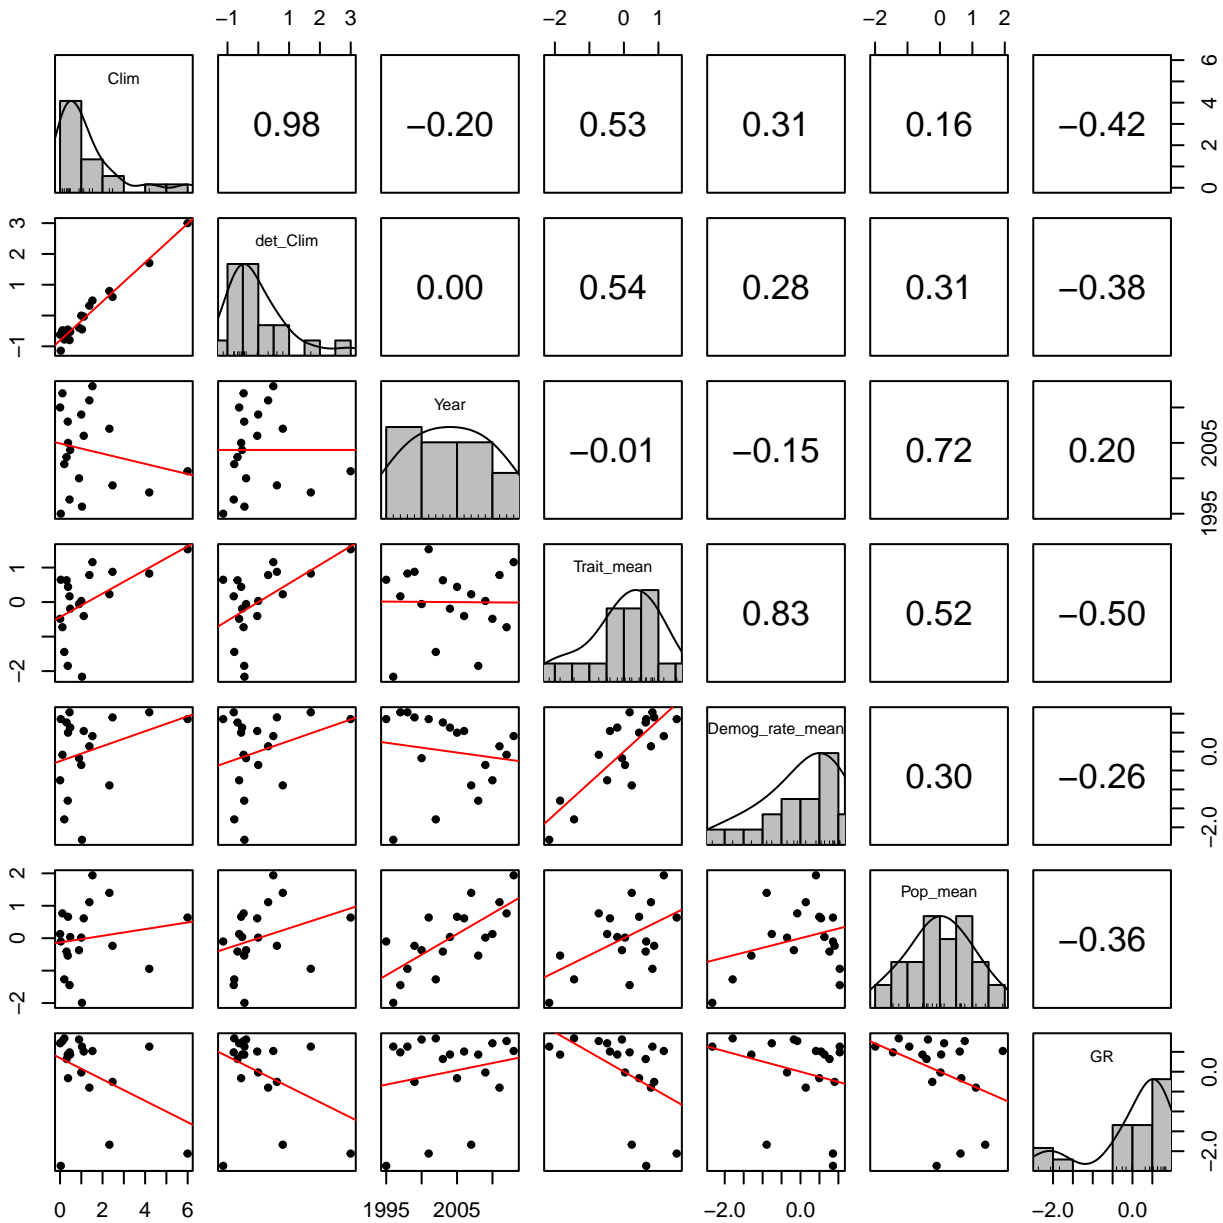 −1 1 2 3 −2 0 1 −2 0 1 2
Clim 0.98 −0.20 0.53 0.31 0.16 −0.42 0 2 4 6
−1 1 2 3 det_Clim 0.00 0.54 0.28 0.31 −0.38
Year −0.01 −0.15 0.72 0.20 1995 2005
−2 0 1 Trait_mean 0.83 0.52 −0.50
Demog_rate_mean 0.30 −0.26 −2.0 0.0
−2 0 1 2 Pop_mean −0.36
GR −2.0 0.0
0 2 4 6 1995 2005 −2.0 0.0 −2.0 0.0